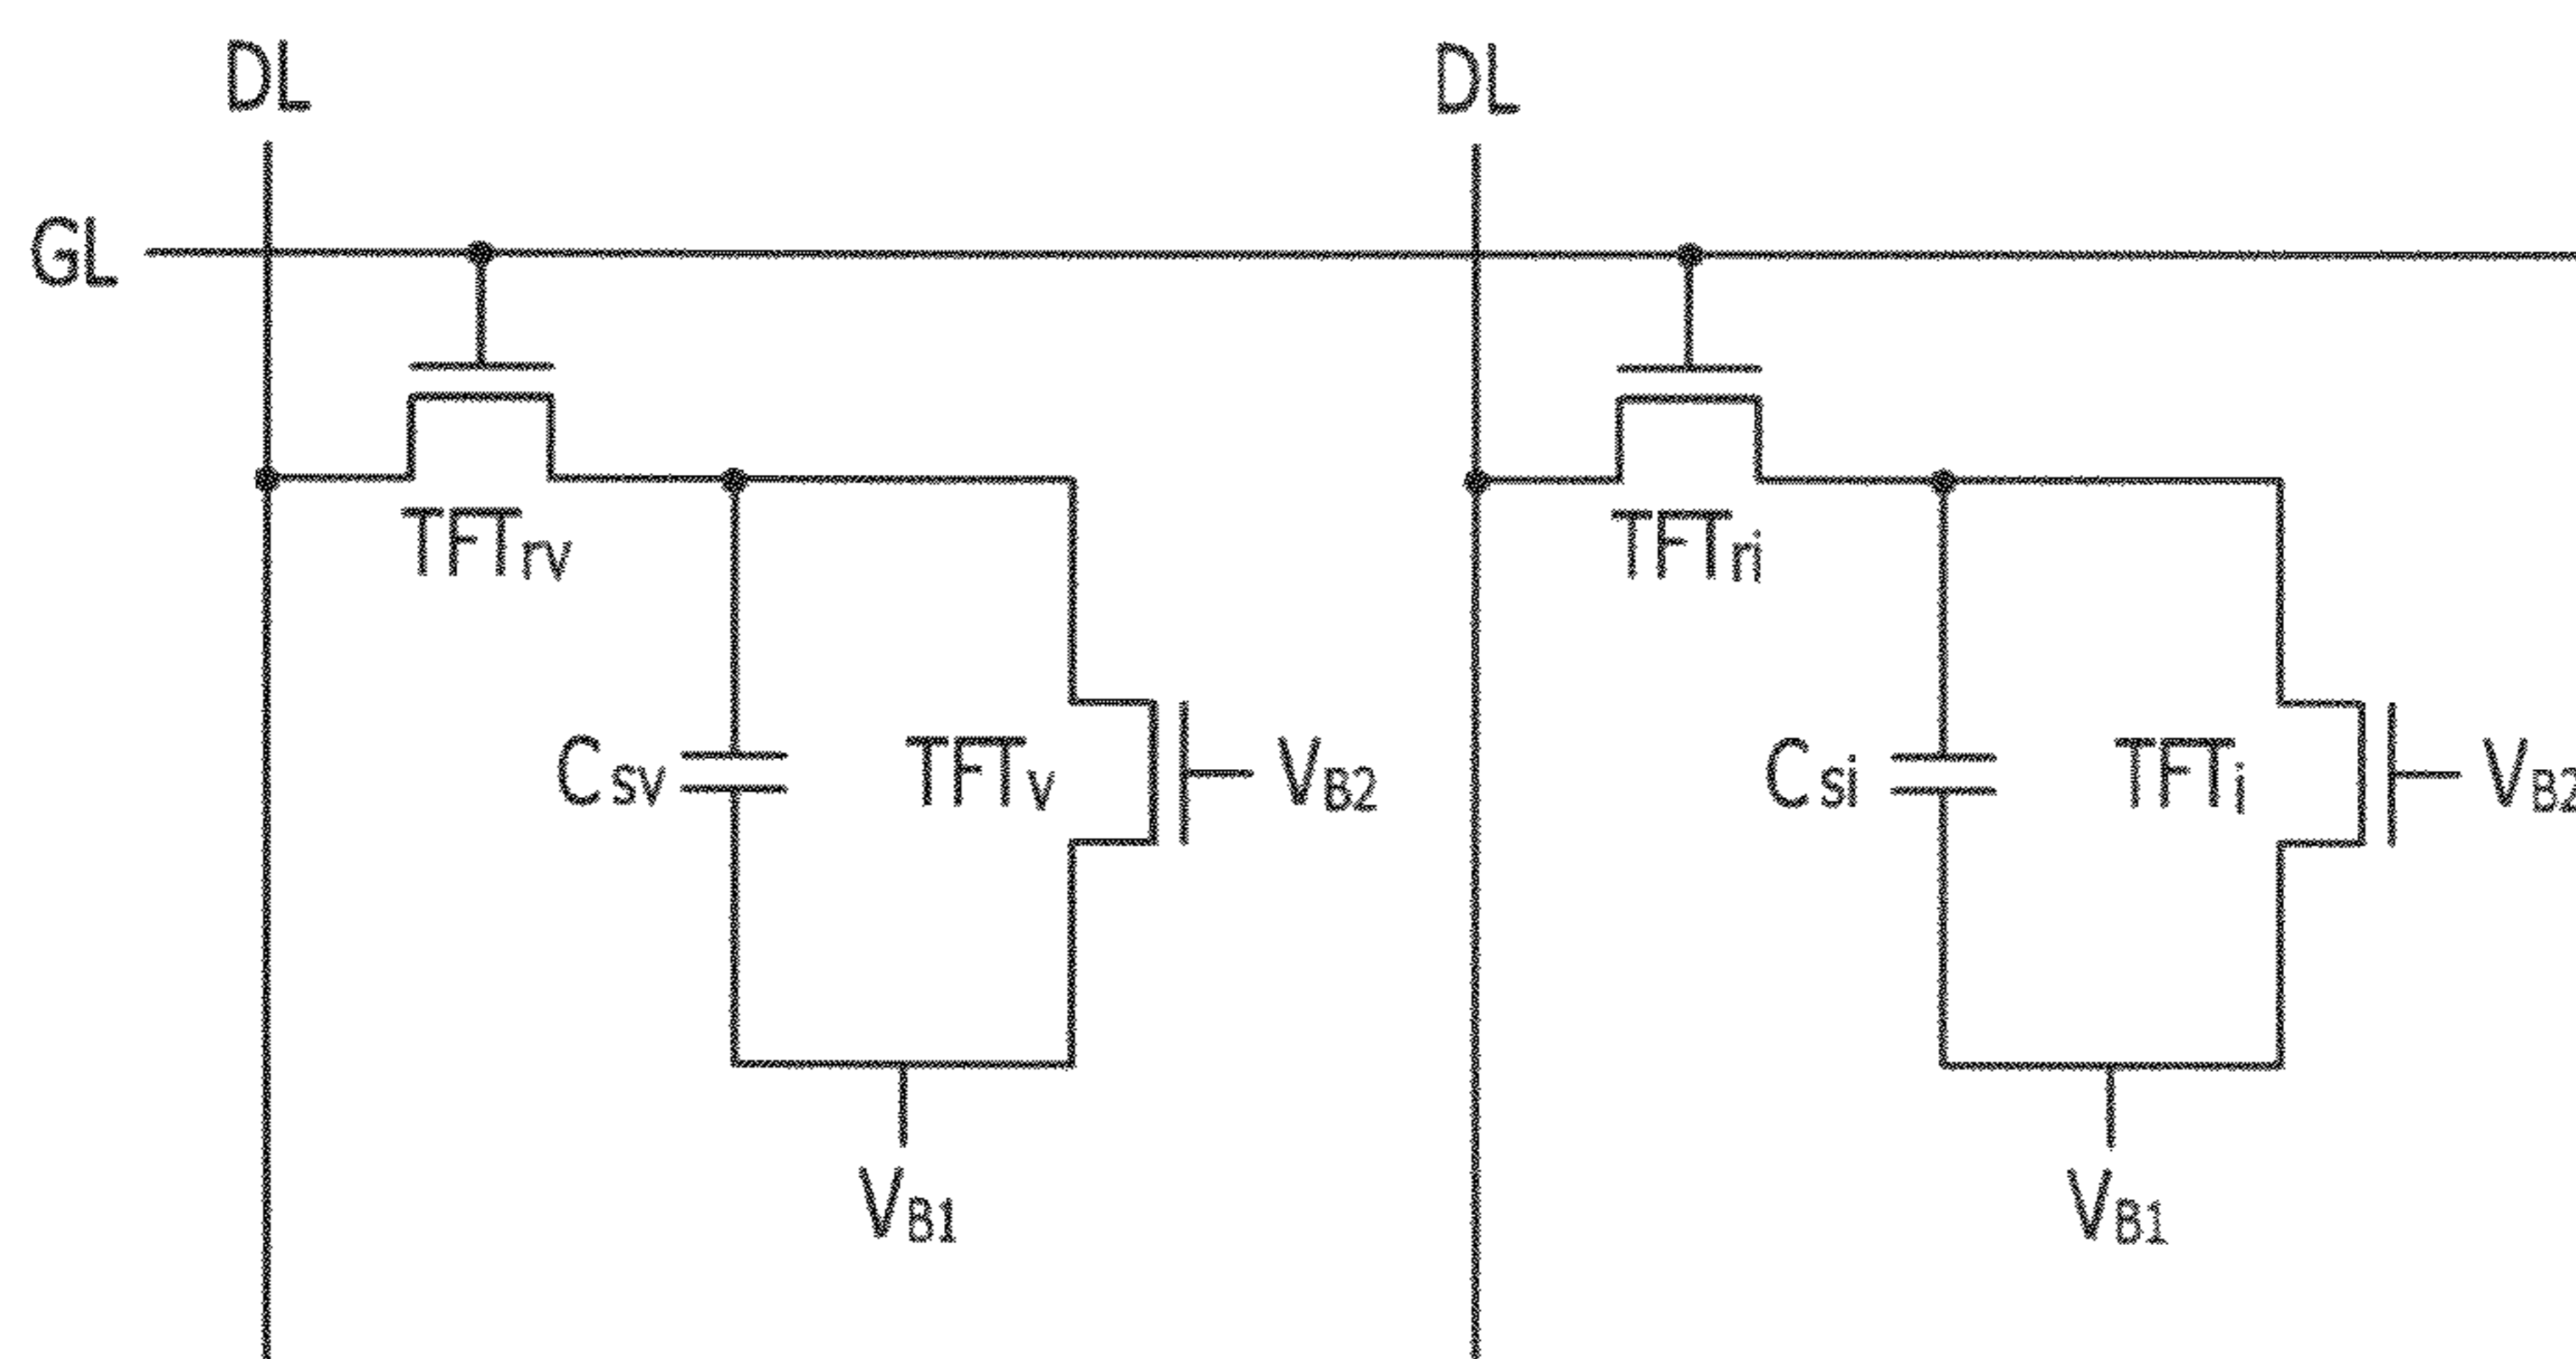 DL
DL
GL
TFTrv
TFTri
Csv
TFTv
VB2
Csi
TFTi
VB2
VB1
VB1